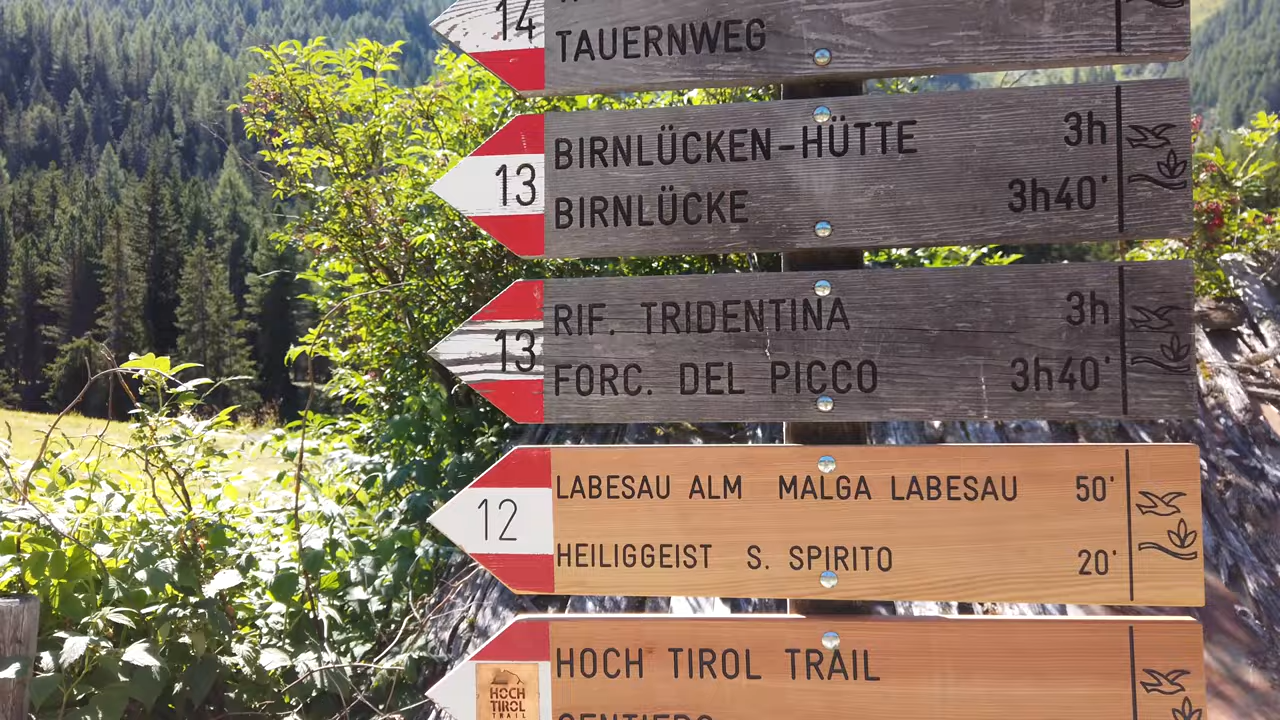 14
TAUERNWEG
13
BIRNLÜCKEN-HÜTTE 3h
BIRNLÜCKE 3h40'
13
RIF. TRIDENTINA 3h
FORC. DEL PICCO 3h40'
12
LABESAU ALM MALGA LABESAU 50'
HEILIGGEIST S. SPIRITO 20'
HOCH TIROL TRAIL
HOCH
TIROL
TRAIL
SENTIERO